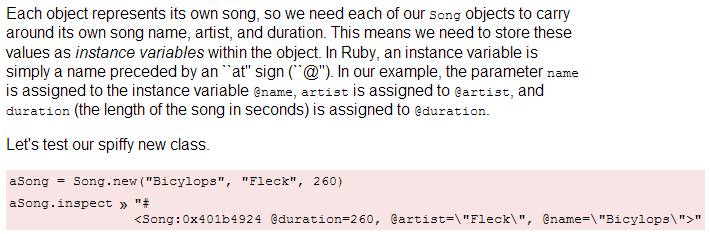 Each object represents its own song, so we need each of our Song objects to carry
around its own song name, artist, and duration. This means we need to store these
values as instance variables within the object. In Ruby, an instance variable is
simply a name preceded by an ``at'' sign (``@''). In our example, the parameter name
is assigned to the instance variable @name, artist is assigned to @artist, and
duration (the length of the song in seconds) is assigned to @duration.
Let's test our spiffy new class.
aSong = Song.new("Bicylops", "Fleck", 260)
aSong.inspect » "#
<Song:0x401b4924 @duration=260, @artist=\"Fleck\", @name=\"Bicylops\">"